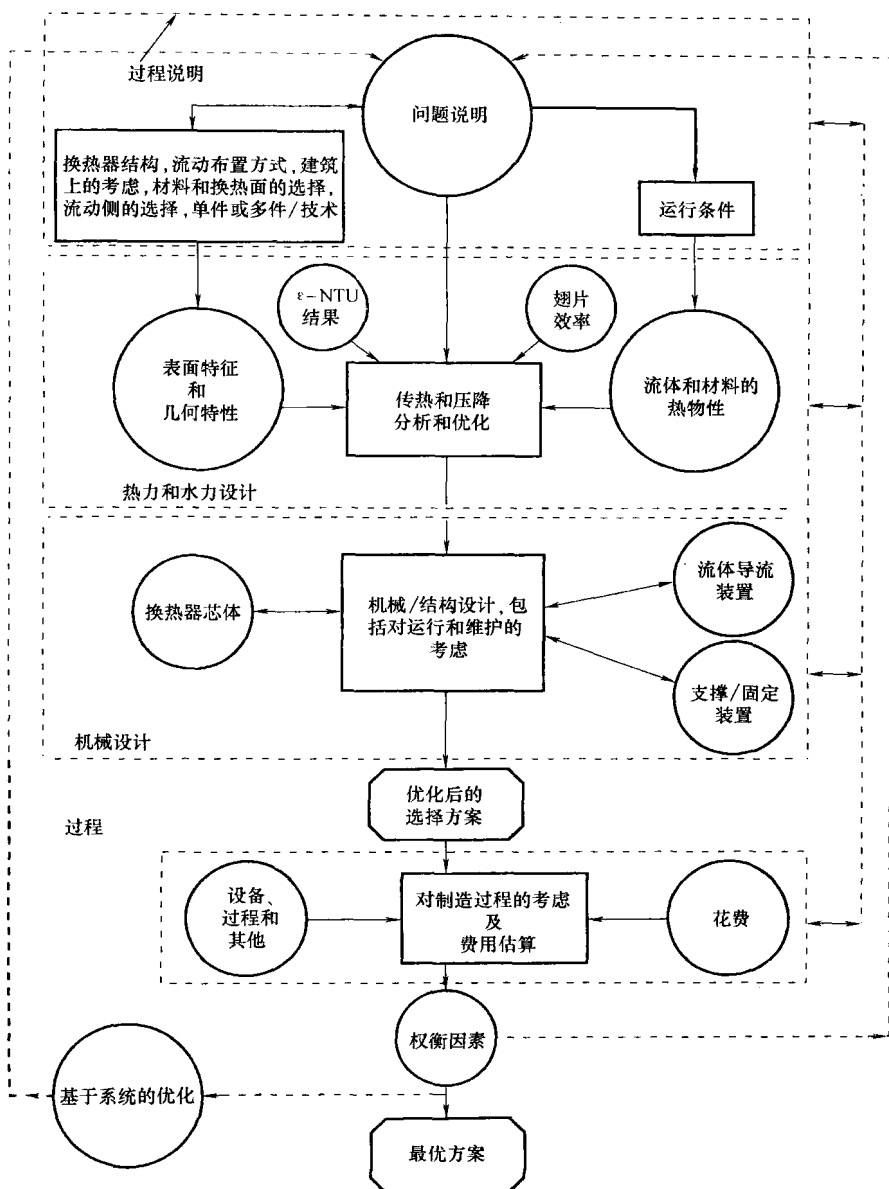 过程说明
问题说明
换热器结构,流动布置方式,建筑
上的考虑,材料和换热面的选择,
流动侧的选择,单件或多件/技术
运行条件
ε-NTU
结果
翅片
效率
表面特征
和
几何特性
传热和压降
分析和优化
流体和材料的
热物性
热力和水力设计
换热器芯体
机械/结构设计,包
括对运行和维护的
考虑
流体导流
装置
支撑/固定
装置
机械设计
优化后的
选择方案
过程
设备、
过程和
其他
对制造过程的考虑
及
费用估算
花费
权衡因素
基于系统的优化
最优方案